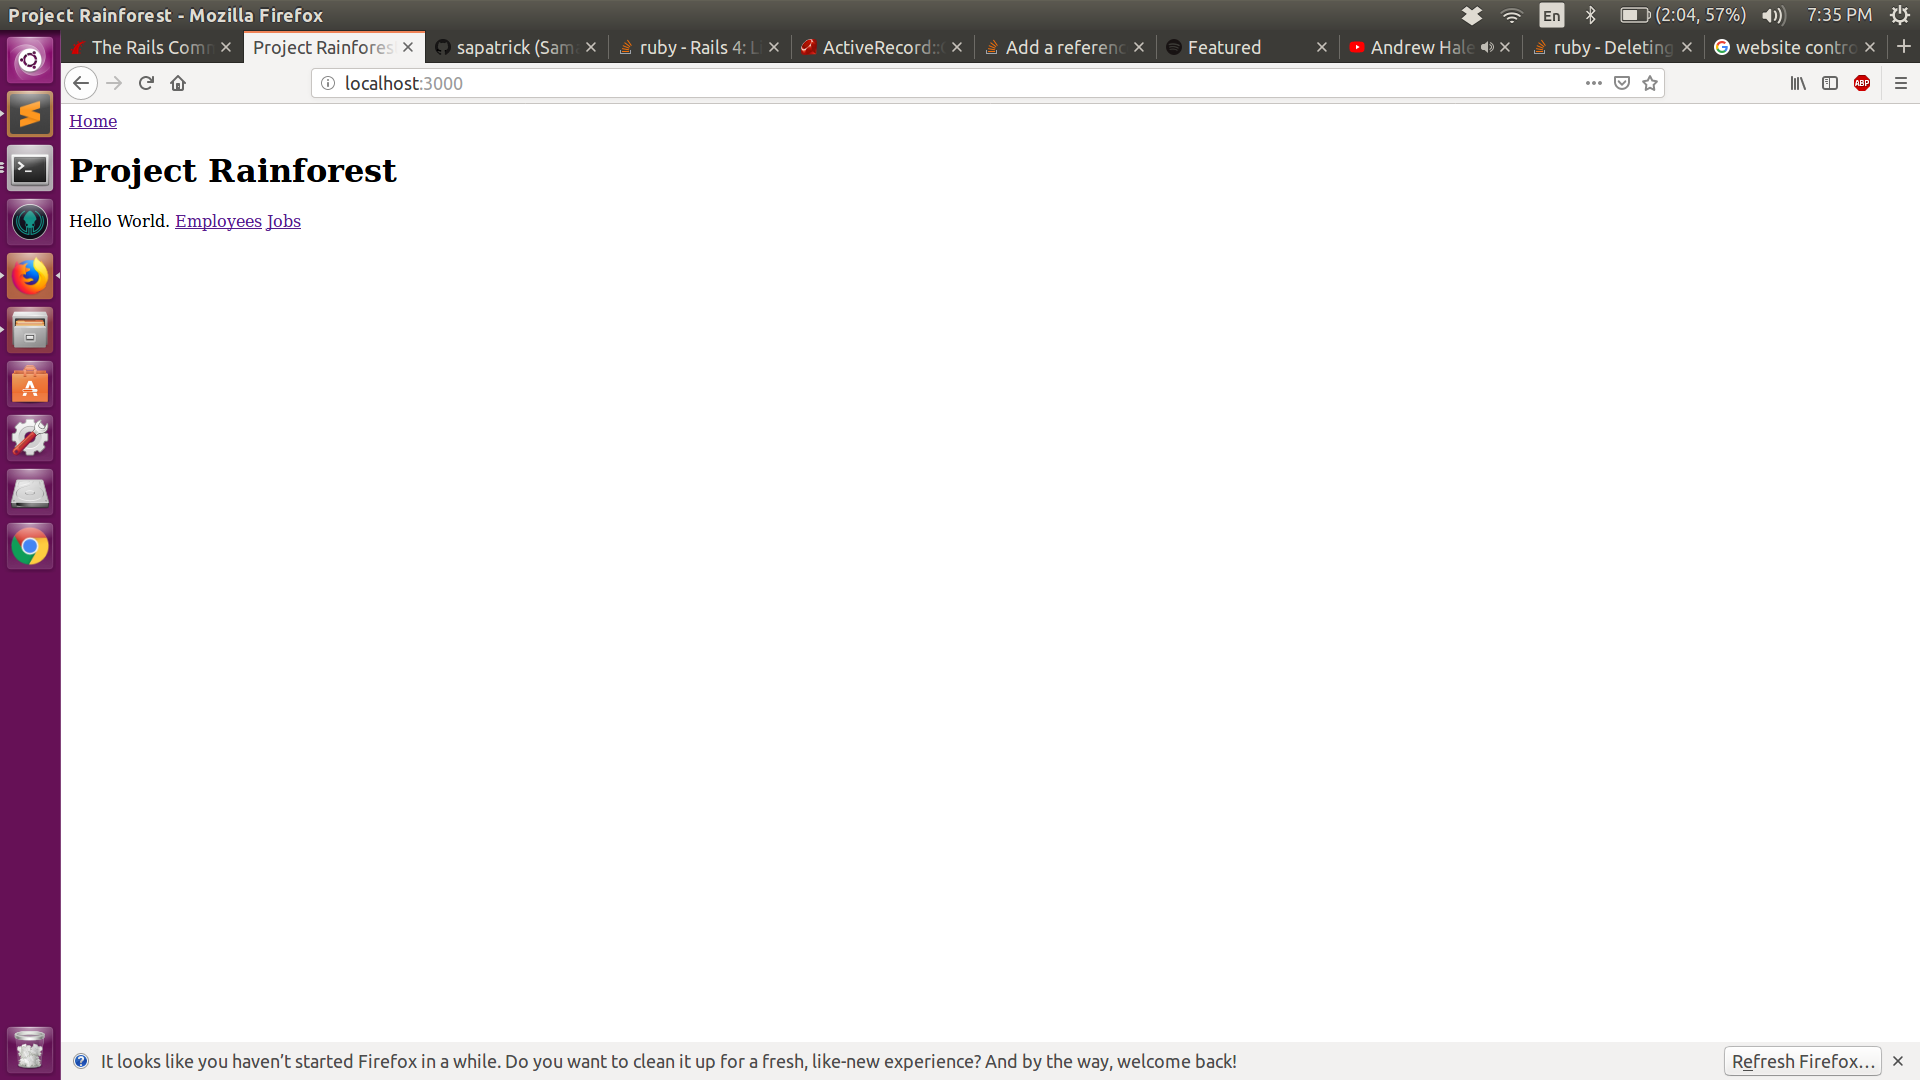 Project Rainforest - Mozilla Firefox
En
(2:04, 57%)
7:35 PM
The Rails Com
Project Rainfores
sapatrick (Sam
ruby - Rails 4: Li
ActiveRecord::
Add a referenc
Featured
Andrew Hale
ruby - Deleting
website contro
localhost:3000
ABP
Home
Project Rainforest
Hello World. Employees Jobs
It looks like you haven’t started Firefox in a while. Do you want to clean it up for a fresh, like-new experience? And by the way, welcome back!
Refresh Firefox...